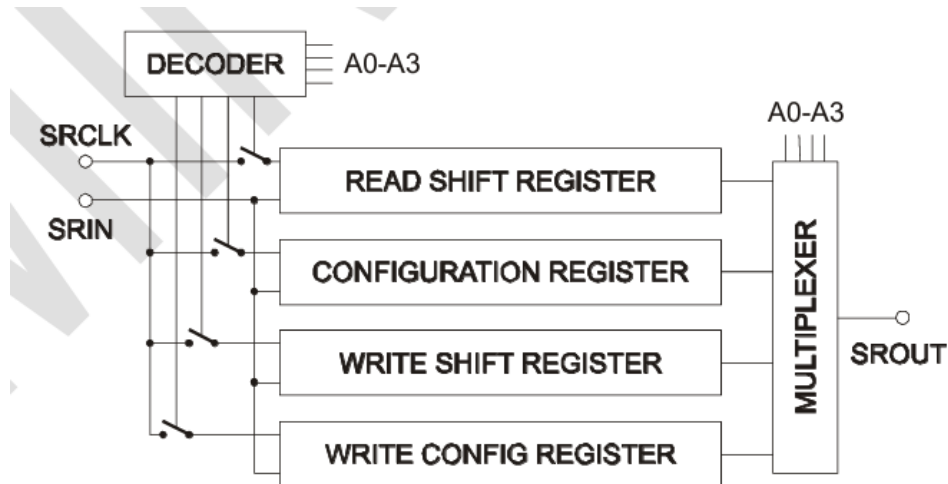 DECODER
A0-A3
SRCLK
A0-A3
READ SHIFT REGISTER
SRIN
CONFIGURATION REGISTER
MULTIPLEXER
WRITE SHIFT REGISTER
SROUT
WRITE CONFIG REGISTER